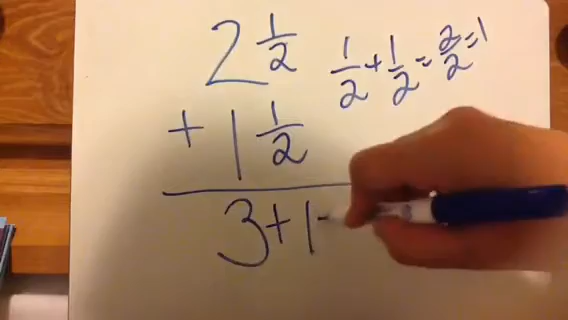 2 1/2
1/2 + 1/2 = 2/2 = 1
+ 1 1/2
3 + 1